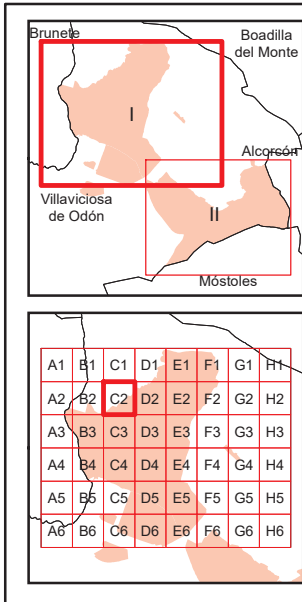 Brunete
Boadilla
del Monte
I
Alcorcón
Villaviciosa
de Odón
II
Móstoles
A1 B1 C1 D1 E1 F1 G1 H1
A2 B2 C2 D2 E2 F2 G2 H2
A3 B3 C3 D3 E3 F3 G3 H3
A4 B4 C4 D4 E4 F4 G4 H4
A5 B5 C5 D5 E5 F5 G5 H5
A6 B6 C6 D6 E6 F6 G6 H6